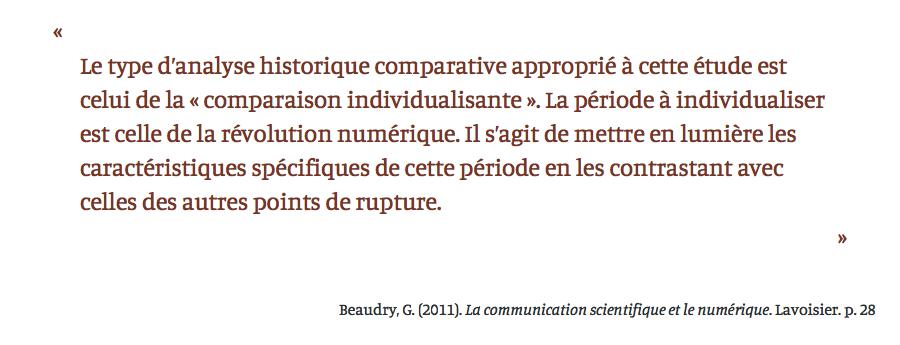 «
Le type d’analyse historique comparative approprié à cette étude est
celui de la « comparaison individualisante ». La période à individualiser
est celle de la révolution numérique. Il s’agit de mettre en lumière les
caractéristiques spécifiques de cette période en les contrastant avec
celles des autres points de rupture.
»
Beaudry, G. (2011). La communication scientifique et le numérique. Lavoisier. p. 28